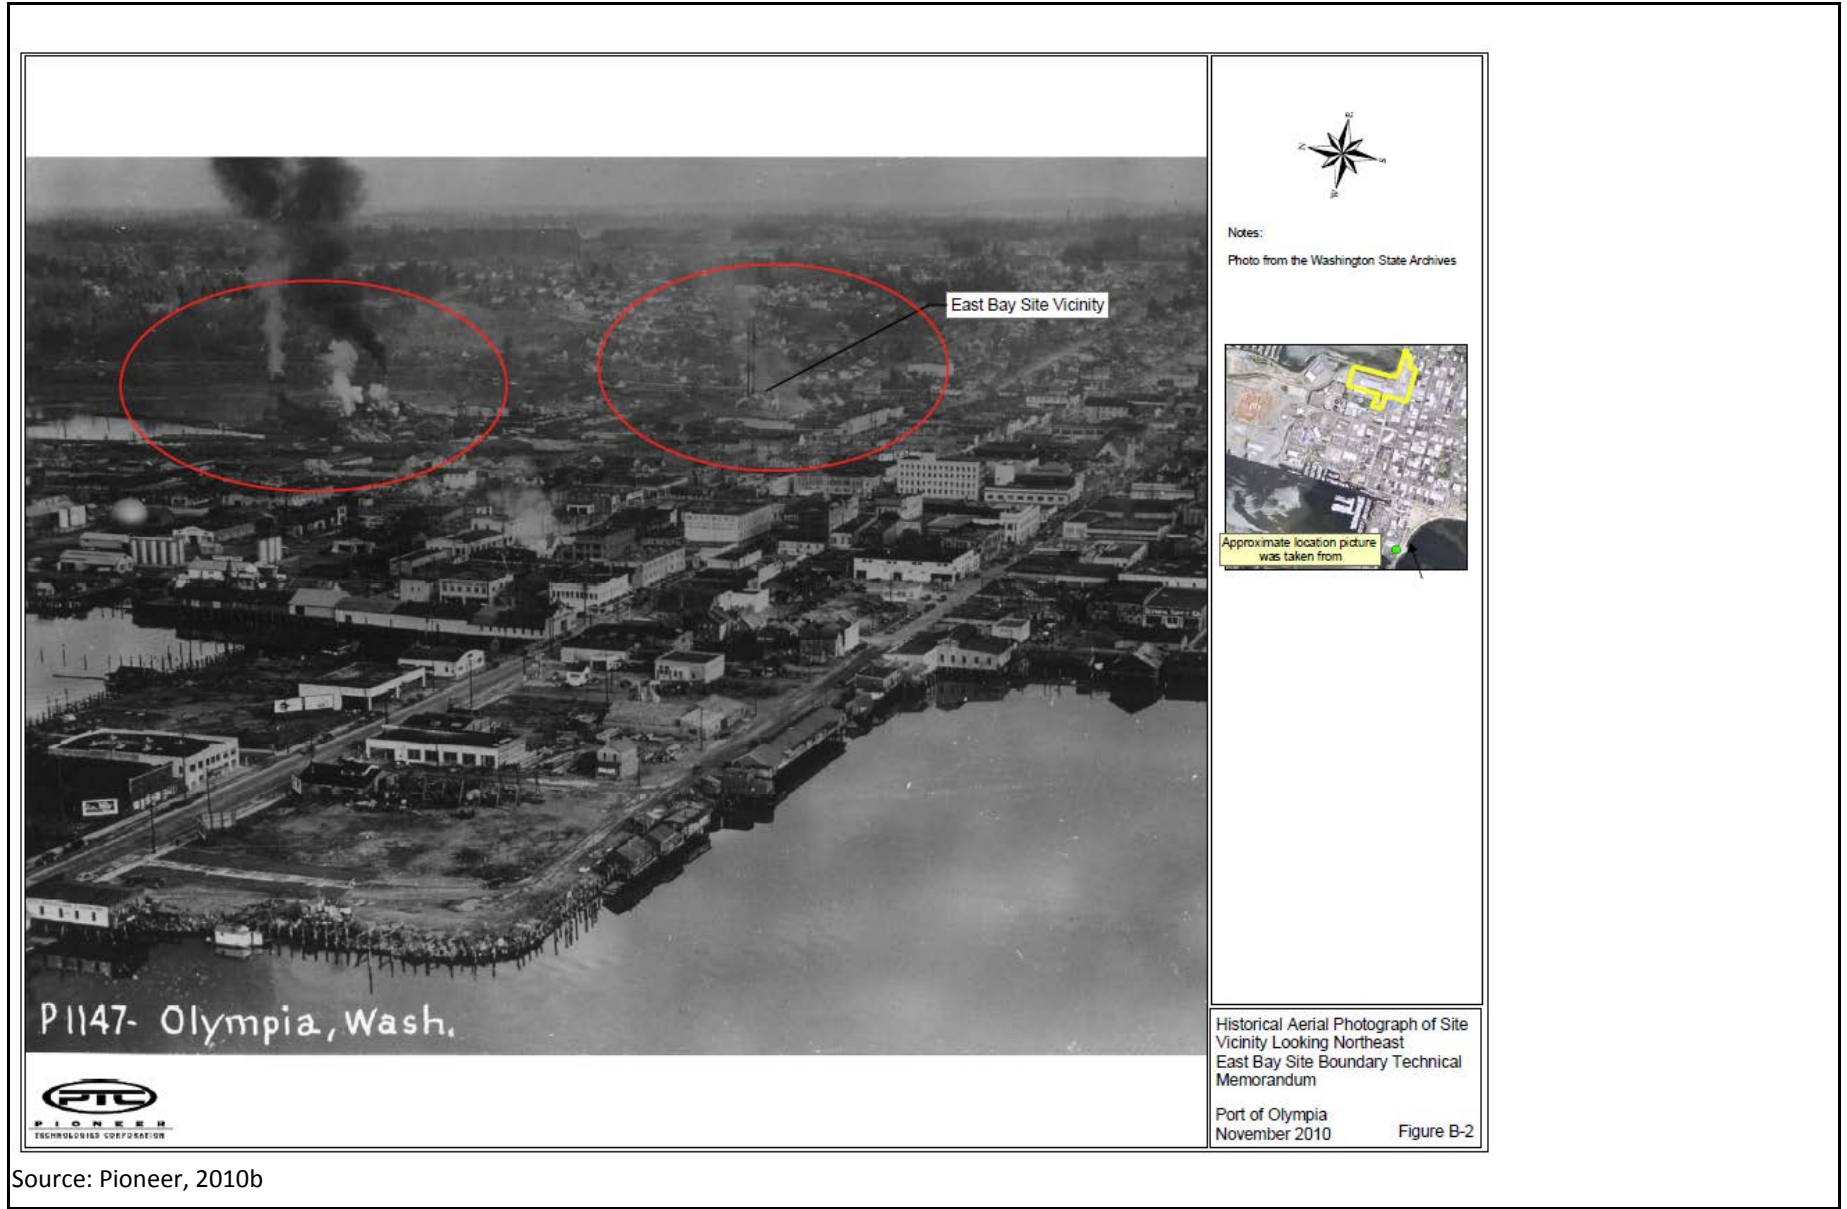 East Bay Site Vicinity
P1147- Olympia, Wash.
PTC
PIONEER
TECHNOLOGIES CORPORATION
N
E
S
W
Notes:
Photo from the Washington State Archives
Approximate location picture
was taken from
Historical Aerial Photograph of Site
Vicinity Looking Northeast
East Bay Site Boundary Technical
Memorandum
Port of Olympia
November 2010
Figure B-2
Source: Pioneer, 2010b